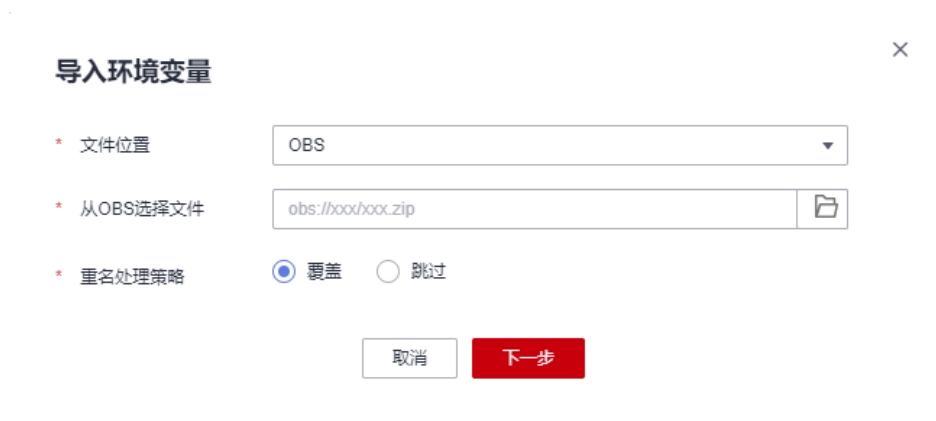 导入环境变量
* 文件位置 OBS
* 从OBS选择文件 obs://xxx/xxx.zip
* 重名处理策略 覆盖 跳过
取消 下一步